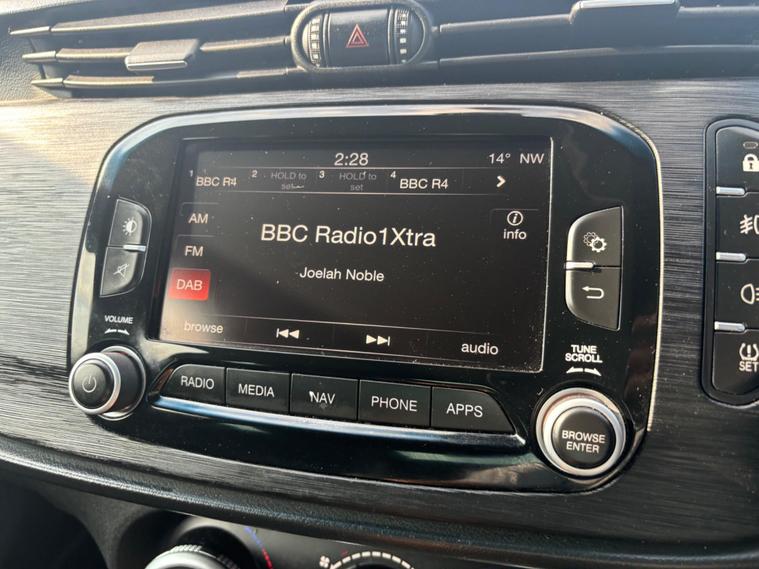 2:28
14° NW
1 BBC R4 2 HOLD to set 3 HOLD to set 4 BBC R4
AM
BBC Radio1Xtra
info
FM
Joelah Noble
DAB
browse
audio
VOLUME
TUNE
SCROLL
RADIO MEDIA NAV PHONE APPS
BROWSE
ENTER
SET